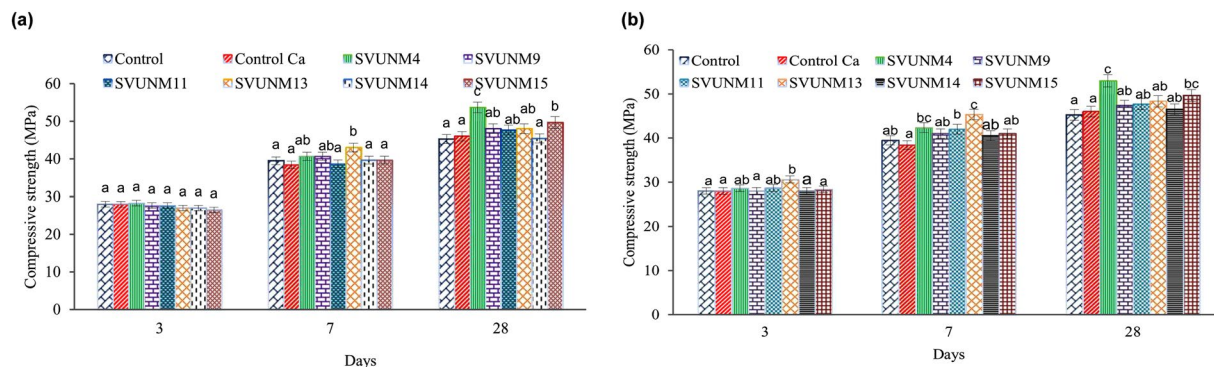 (a)
Control Control Ca SVUNM4 SVUNM9
SVUNM11 SVUNM13 SVUNM14 SVUNM15
Compressive strength (MPa)
60
50
40
30
20
10
0
a a a a a a a a
a a ab ab a b a a
a a c ab ab ab a b
3 7 28
Days
(b)
Control Control Ca SVUNM4 SVUNM9
SVUNM11 SVUNM13 SVUNM14 SVUNM15
Compressive strength (MPa)
60
50
40
30
20
10
0
a a ab a ab b a a
ab a bc ab b c ab ab
a a c ab ab ab ab bc
3 7 28
Days